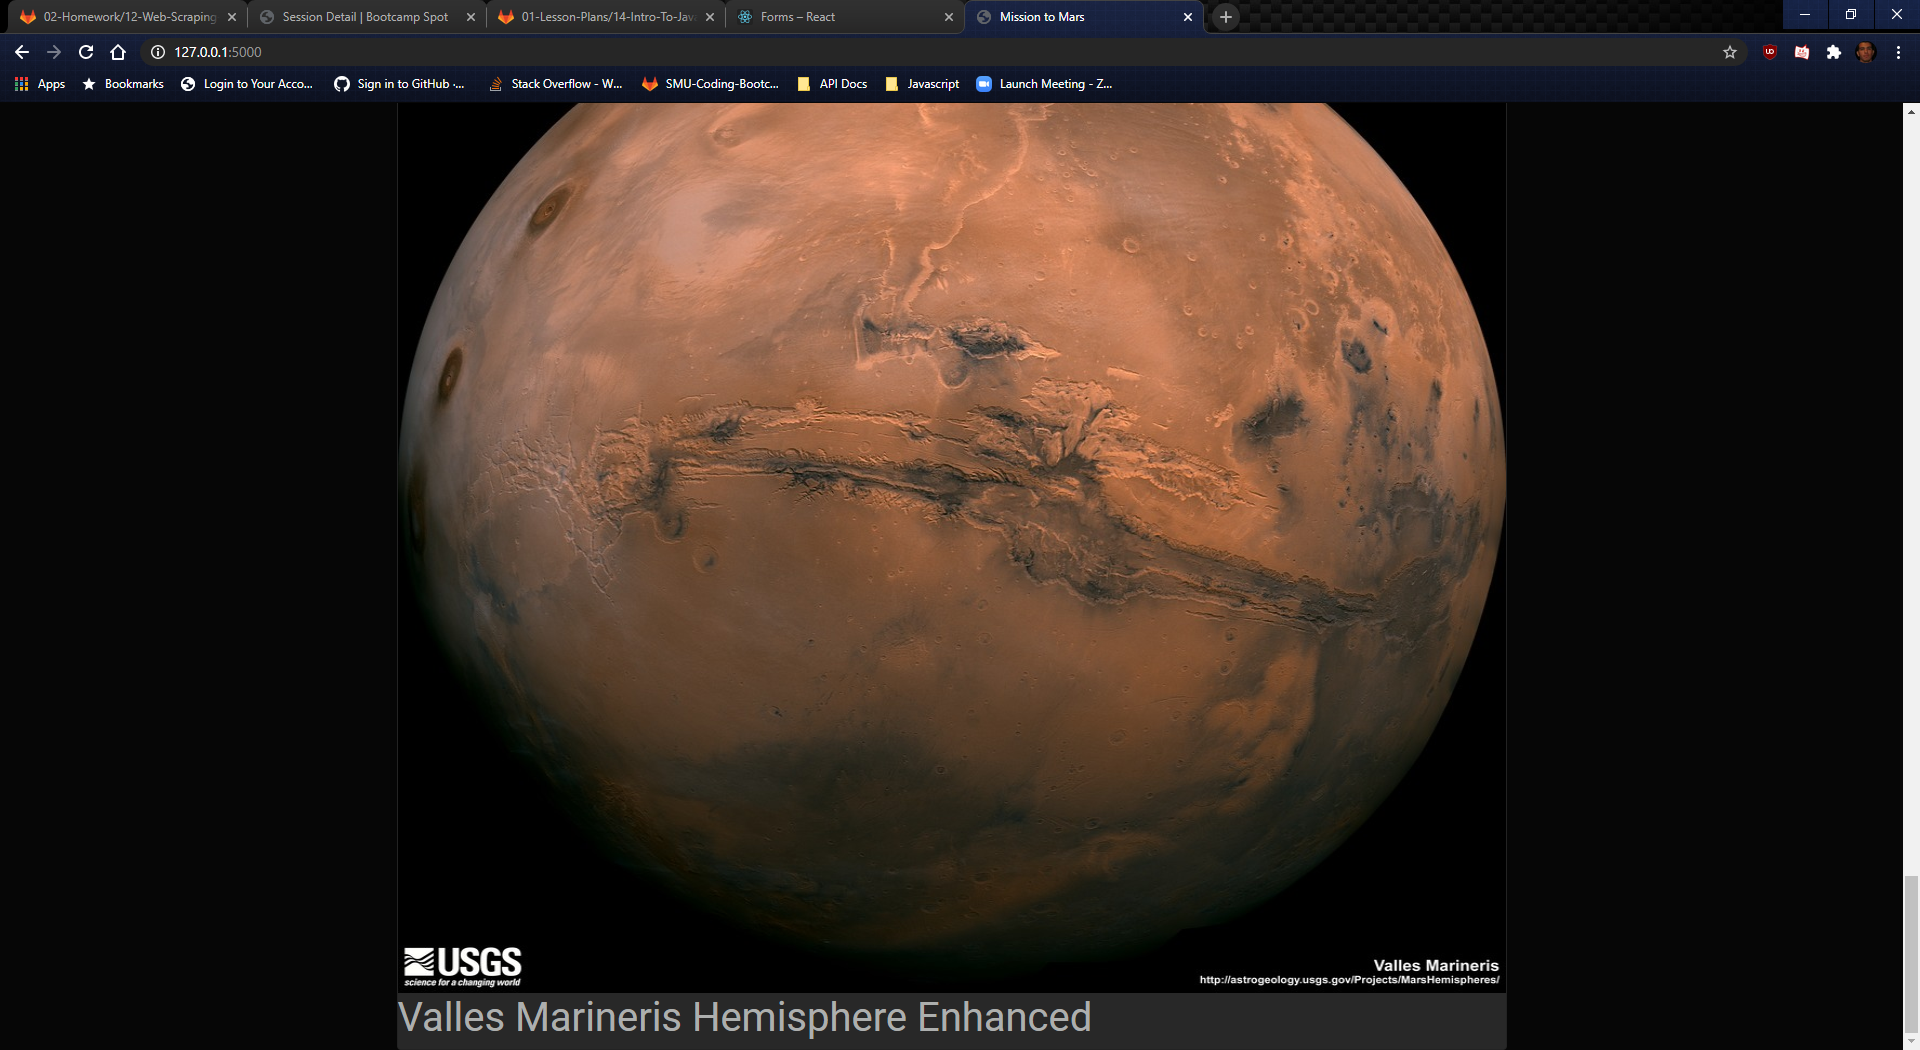 02-Homework/12-Web-Scraping
Session Detail | Bootcamp Spot
01-Lesson-Plans/14-Intro-To-Jav
Forms – React
Mission to Mars
127.0.0.1:5000
Apps
Bookmarks
Login to Your Acco...
Sign in to GitHub ·...
Stack Overflow - W...
SMU-Coding-Bootc...
API Docs
Javascript
Launch Meeting - Z...
USGS
science for a changing world
Valles Marineris
http://astrogeology.usgs.gov/Projects/MarsHemispheres/
Valles Marineris Hemisphere Enhanced